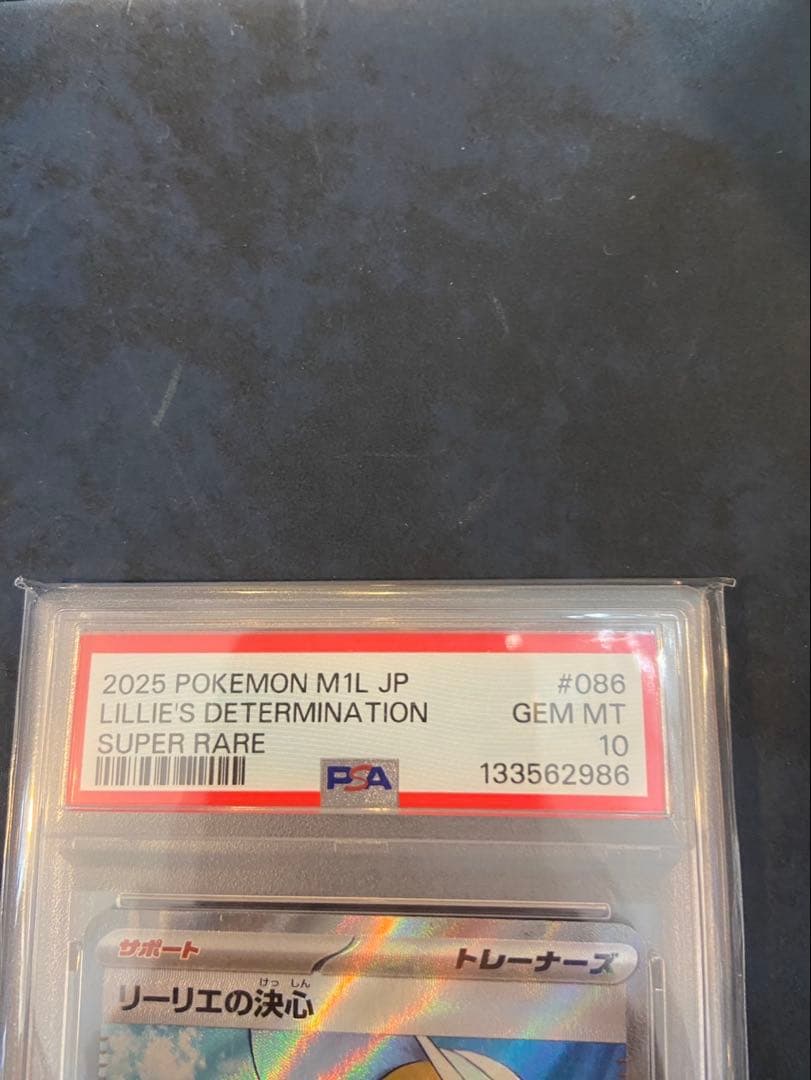 2025 POKEMON M1L JP #086
LILLIE'S DETERMINATION GEM MT
SUPER RARE 10
PSA 133562986
サポート トレーナーズ
けっ しん
リーリエの決心